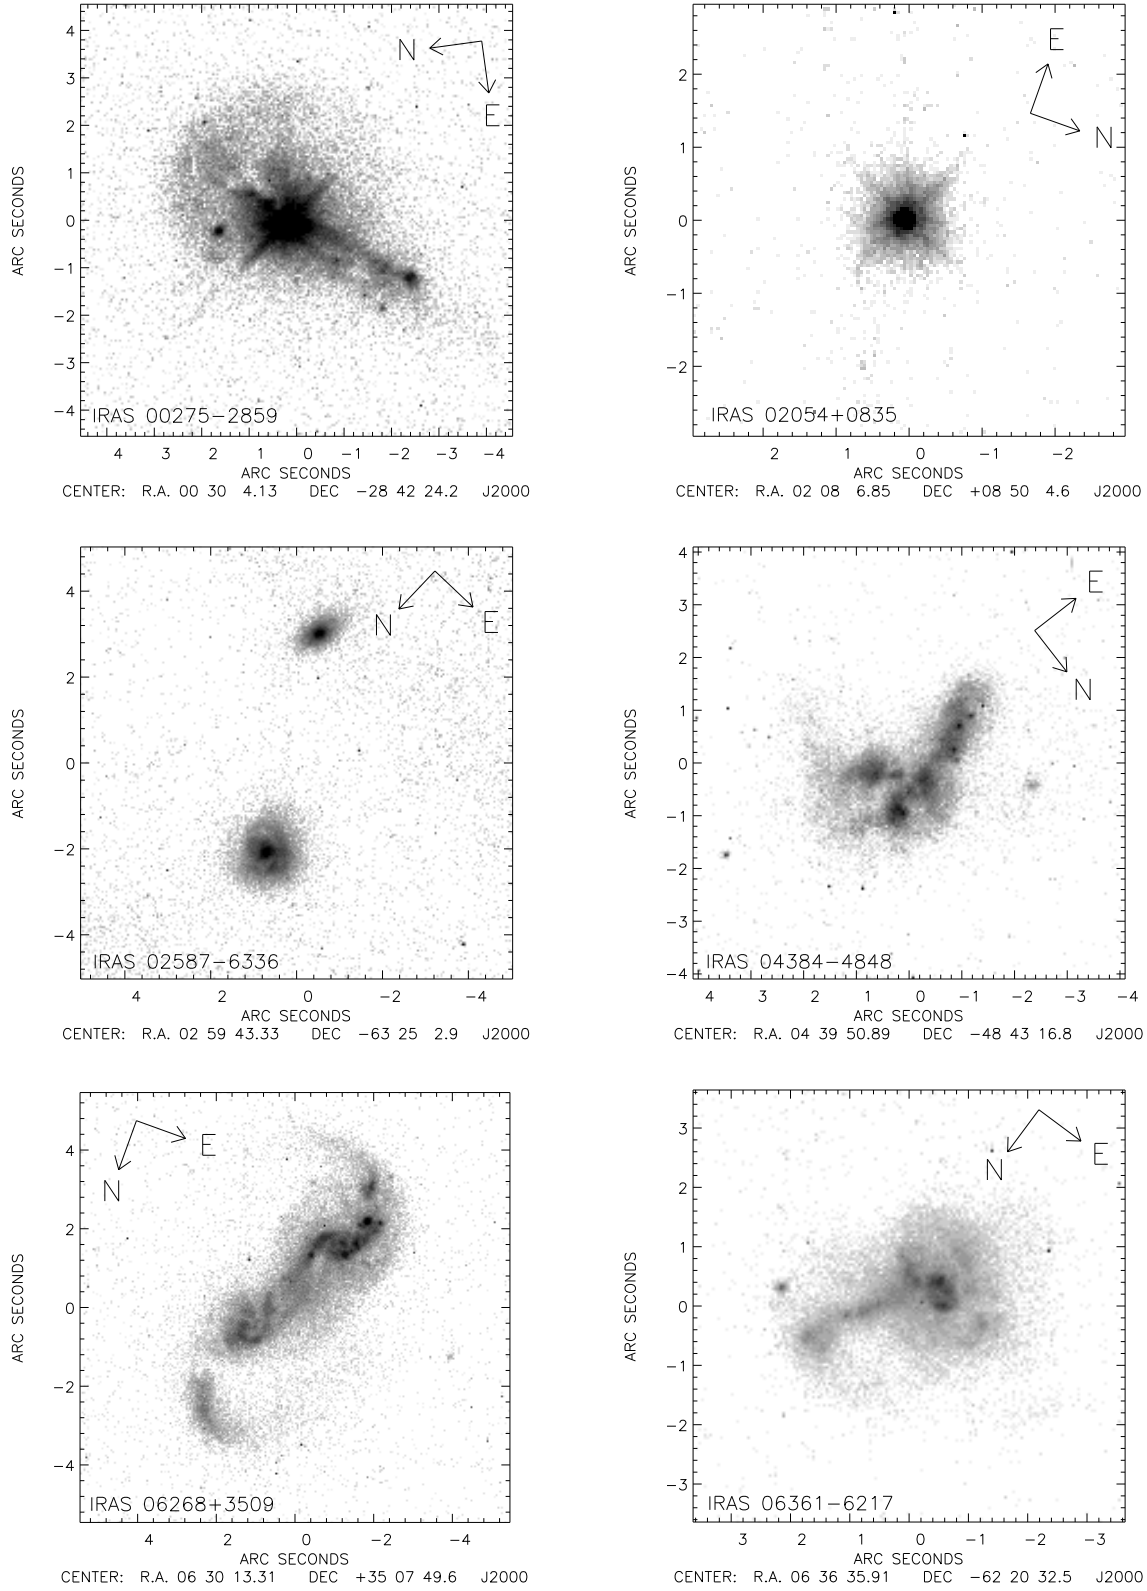 4
3
2
1
0
−1
−2
−3
−4
ARC SECONDS
N
E
IRAS 00275−2859
4 3 2 1 0 −1 −2 −3 −4
ARC SECONDS
CENTER: R.A. 00 30 4.13 DEC −28 42 24.2 J2000
2
1
0
−1
−2
ARC SECONDS
E
N
IRAS 02054+0835
2 1 0 −1 −2
ARC SECONDS
CENTER: R.A. 02 08 6.85 DEC +08 50 4.6 J2000
4
2
0
−2
−4
ARC SECONDS
N
E
IRAS 02587−6336
4 2 0 −2 −4
ARC SECONDS
CENTER: R.A. 02 59 43.33 DEC −63 25 2.9 J2000
4
3
2
1
0
−1
−2
−3
−4
ARC SECONDS
E
N
IRAS 04384−4848
4 3 2 1 0 −1 −2 −3 −4
ARC SECONDS
CENTER: R.A. 04 39 50.89 DEC −48 43 16.8 J2000
4
2
0
−2
−4
ARC SECONDS
E
N
IRAS 06268+3509
4 2 0 −2 −4
ARC SECONDS
CENTER: R.A. 06 30 13.31 DEC +35 07 49.6 J2000
3
2
1
0
−1
−2
−3
ARC SECONDS
N
E
IRAS 06361−6217
3 2 1 0 −1 −2 −3
ARC SECONDS
CENTER: R.A. 06 36 35.91 DEC −62 20 32.5 J2000